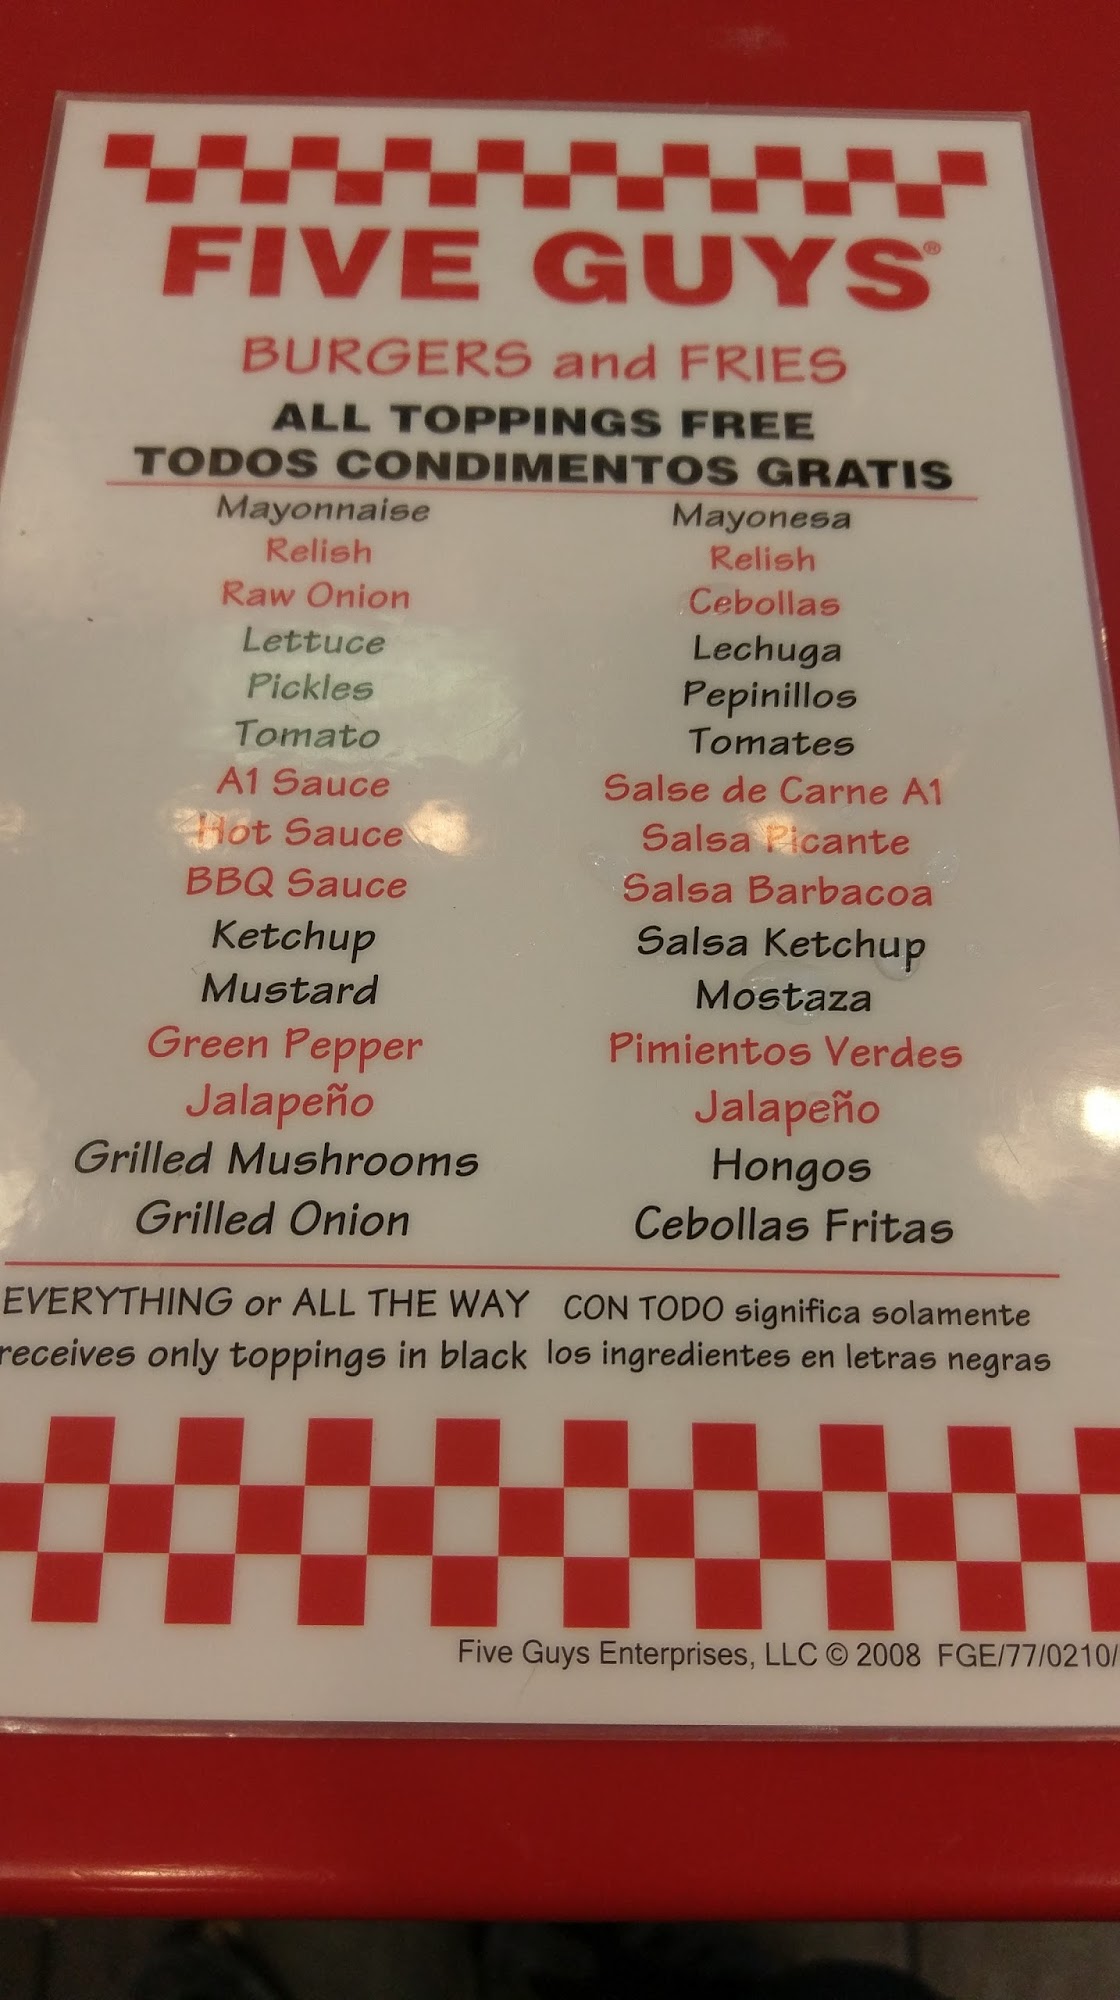 FIVE GUYS®
BURGERS and FRIES
ALL TOPPINGS FREE
TODOS CONDIMENTOS GRATIS
Mayonnaise Mayonesa
Relish Relish
Raw Onion Cebollas
Lettuce Lechuga
Pickles Pepinillos
Tomato Tomates
A1 Sauce Salse de Carne A1
Hot Sauce Salsa Picante
BBQ Sauce Salsa Barbacoa
Ketchup Salsa Ketchup
Mustard Mostaza
Green Pepper Pimientos Verdes
Jalapeño Jalapeño
Grilled Mushrooms Hongos
Grilled Onion Cebollas Fritas
EVERYTHING or ALL THE WAY CON TODO significa solamente
receives only toppings in black los ingredientes en letras negras
Five Guys Enterprises, LLC © 2008 FGE/77/0210/